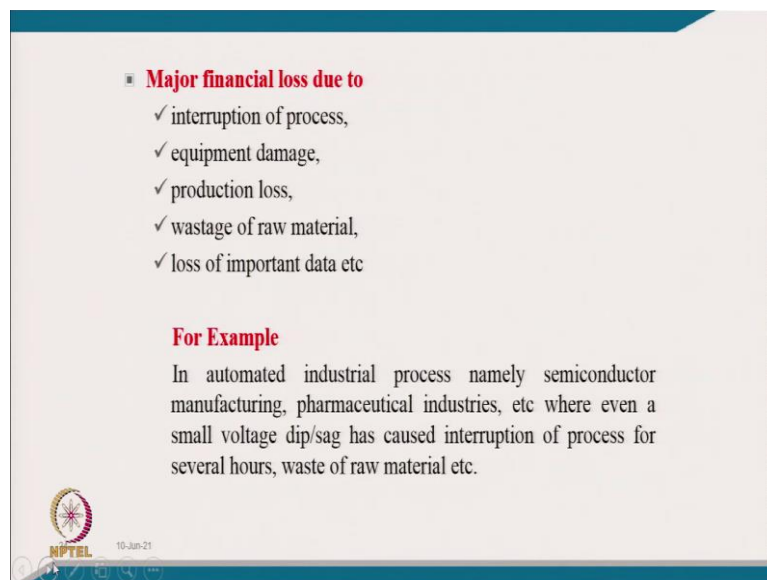 Major financial loss due to
✓ interruption of process,
✓ equipment damage,
✓ production loss,
✓ wastage of raw material,
✓ loss of important data etc
For Example
In automated industrial process namely semiconductor
manufacturing, pharmaceutical industries, etc where even a
small voltage dip/sag has caused interruption of process for
several hours, waste of raw material etc.
NPTEL
10-Jun-21